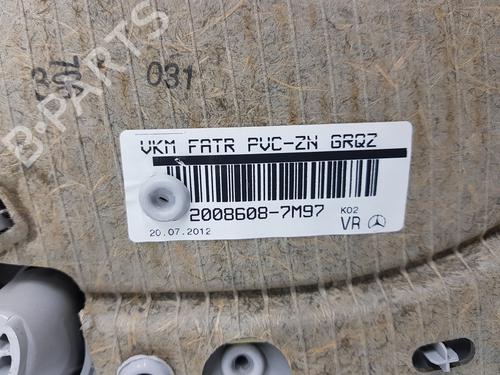 031
VKM FATR PVC-ZN GRQZ
2008608-7M97
K02
VR
20.07.2012
B-PARTS